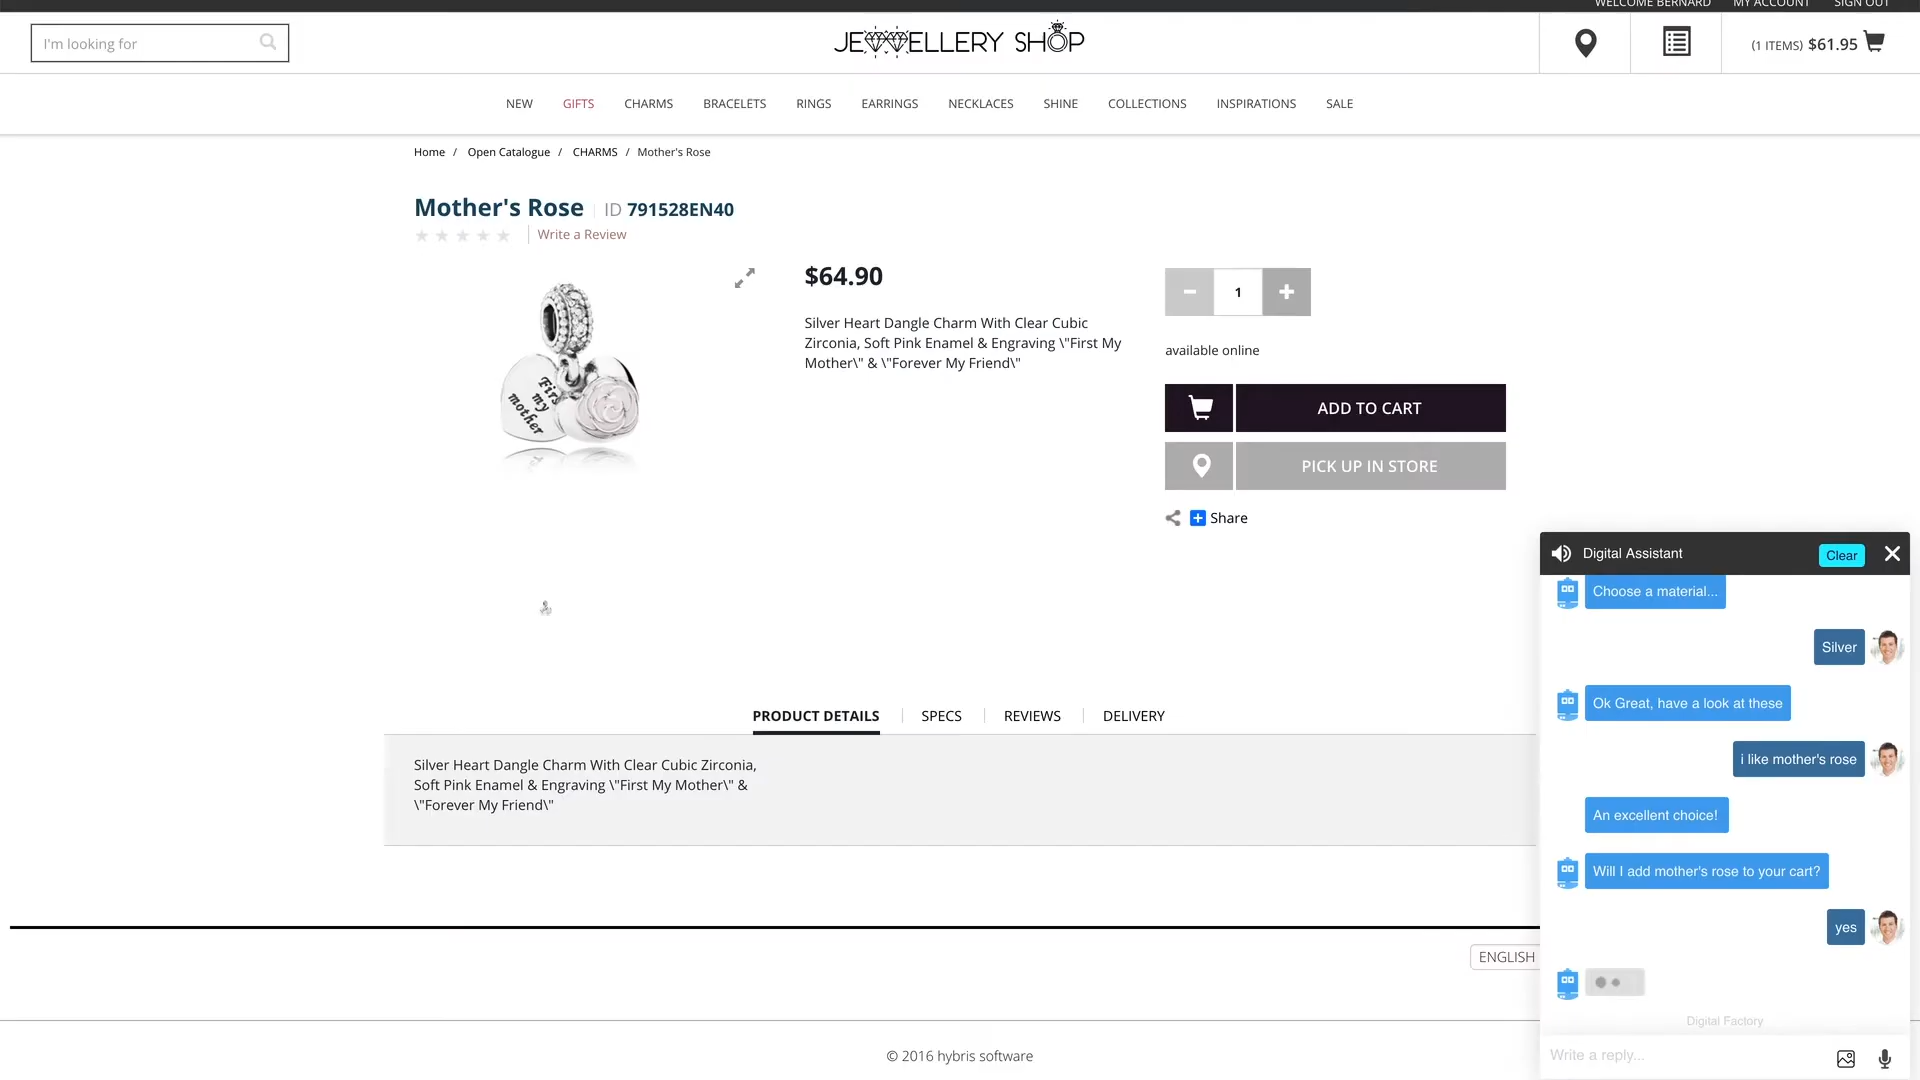 WELCOME BERNARD MY ACCOUNT SIGN OUT
I'm looking for
JEWELLERY SHOP
(1 ITEMS) $61.95
NEW GIFTS CHARMS BRACELETS RINGS EARRINGS NECKLACES SHINE COLLECTIONS INSPIRATIONS SALE
Home / Open Catalogue / CHARMS / Mother's Rose
Mother's Rose ID 791528EN40
Write a Review
First
my
mother
$64.90
Silver Heart Dangle Charm With Clear Cubic
Zirconia, Soft Pink Enamel & Engraving \"First My
Mother\" & \"Forever My Friend\"
1
available online
ADD TO CART
PICK UP IN STORE
Share
PRODUCT DETAILS SPECS REVIEWS DELIVERY
Silver Heart Dangle Charm With Clear Cubic Zirconia,
Soft Pink Enamel & Engraving \"First My Mother\" &
\"Forever My Friend\"
ENGLISH
© 2016 hybris software
Digital Assistant Clear
Choose a material...
Silver
Ok Great, have a look at these
i like mother's rose
An excellent choice!
Will I add mother's rose to your cart?
yes
Digital Factory
Write a reply...